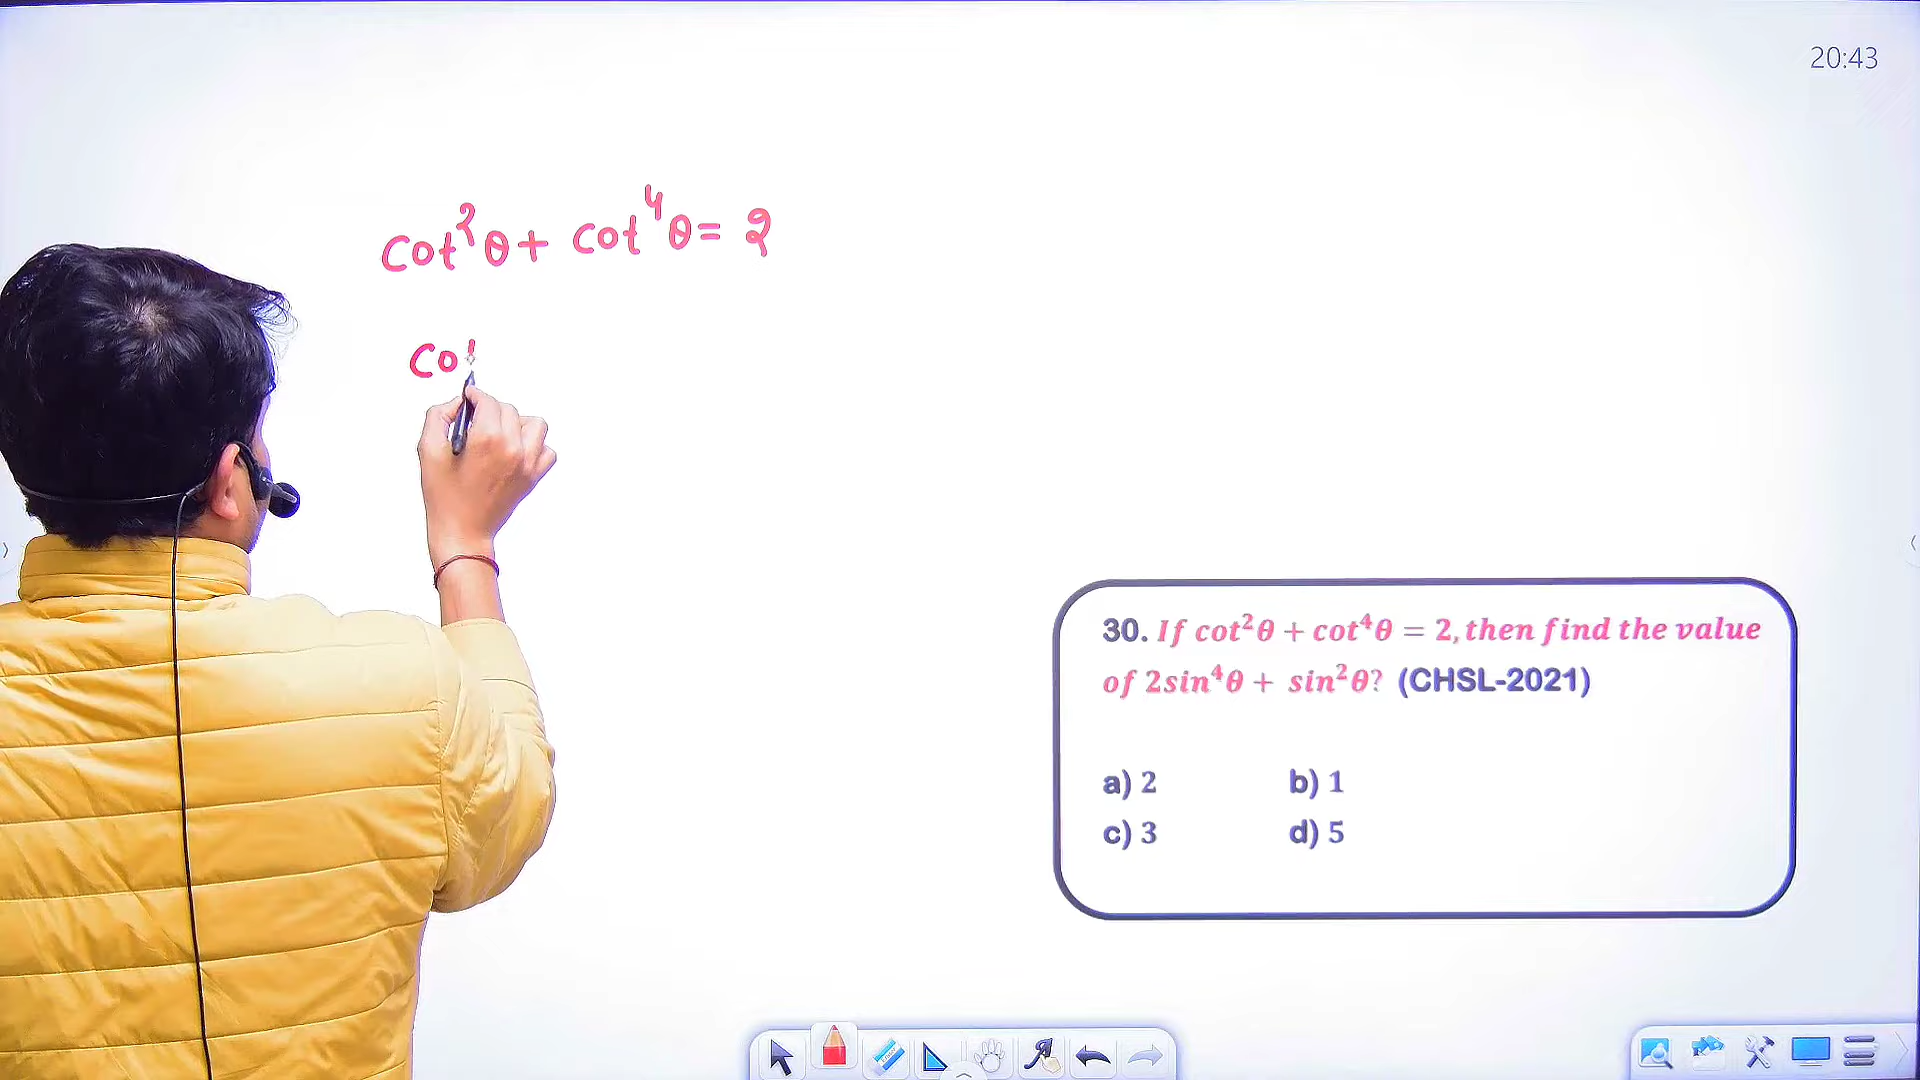 20:43
cot²θ + cot⁴θ = 2
cot
30. If cot²θ + cot⁴θ = 2, then find the value
of 2sin⁴θ + sin²θ? (CHSL-2021)
a) 2 b) 1
c) 3 d) 5